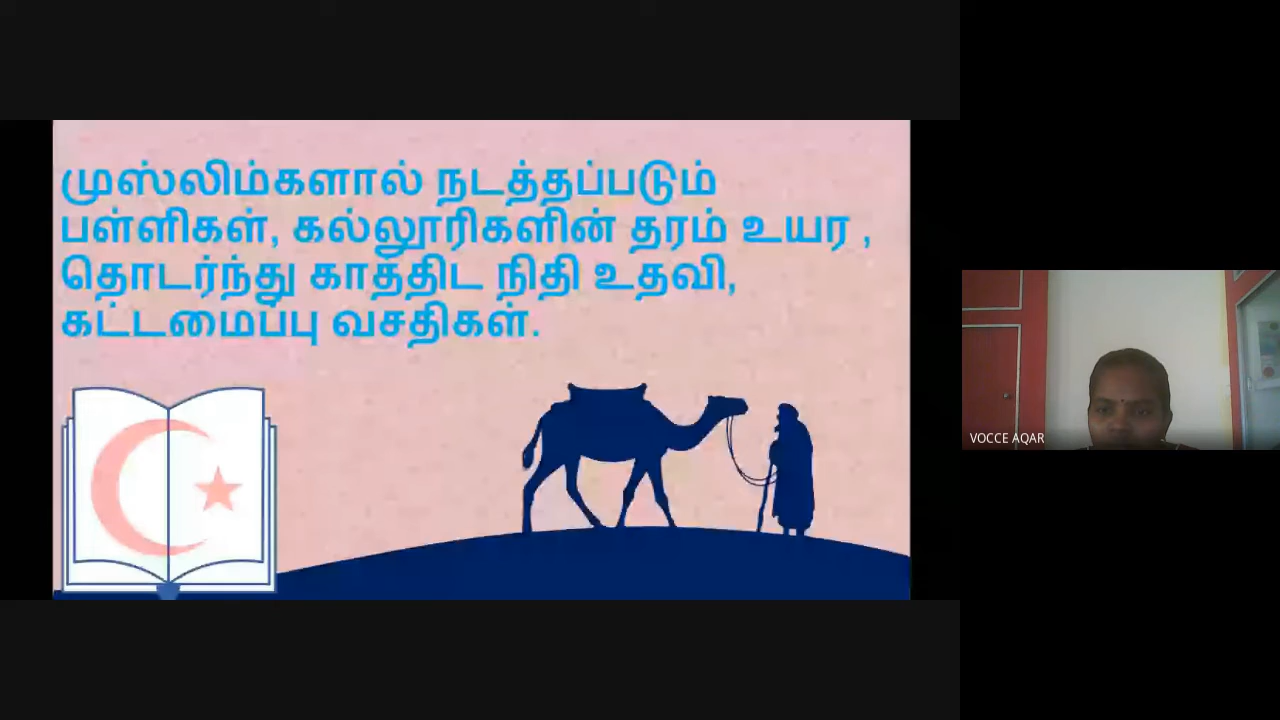 முஸ்லிம்களால் நடத்தப்படும்
பள்ளிகள், கல்லூரிகளின் தரம் உயர ,
தொடர்ந்து காத்திட நிதி உதவி,
கட்டமைப்பு வசதிகள்.
VOCCE AQAR